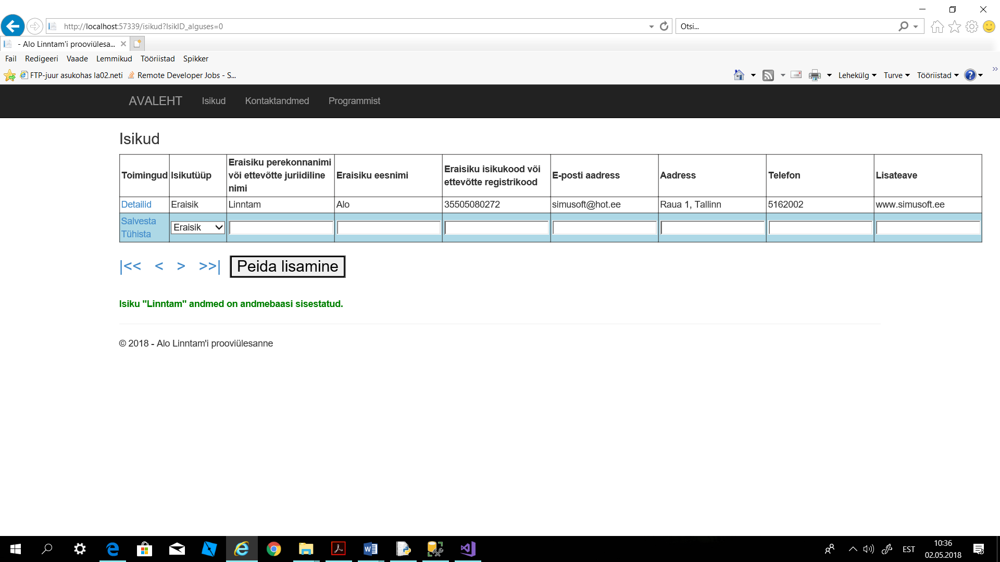 http://localhost:57339/isikud?IsikID_alguses=0
Otsi...
- Alo Linntam'i prooviülesa...
Fail Redigeeri Vaade Lemmikud Tööriistad Spikker
FTP-juur asukohas la02.neti Remote Developer Jobs - S...
Lehekülg Turve Tööriistad
AVALEHT Isikud Kontaktandmed Programmist
Isikud
Toimingud Isikutüüp Eraisiku perekonnanimi või ettevõtte juriidiline nimi Eraisiku eesnimi Eraisiku isikukood või ettevõtte registrikood E-posti aadress Aadress Telefon Lisateave
Detailid Eraisik Linntam Alo 35505080272 simusoft@hot.ee Raua 1, Tallinn 5162002 www.simusoft.ee
Salvesta
Tühista
Eraisik
|<< < > >>| Peida lisamine
Isiku "Linntam" andmed on andmebaasi sisestatud.
© 2018 - Alo Linntam'i prooviülesanne
EST
10:36
02.05.2018